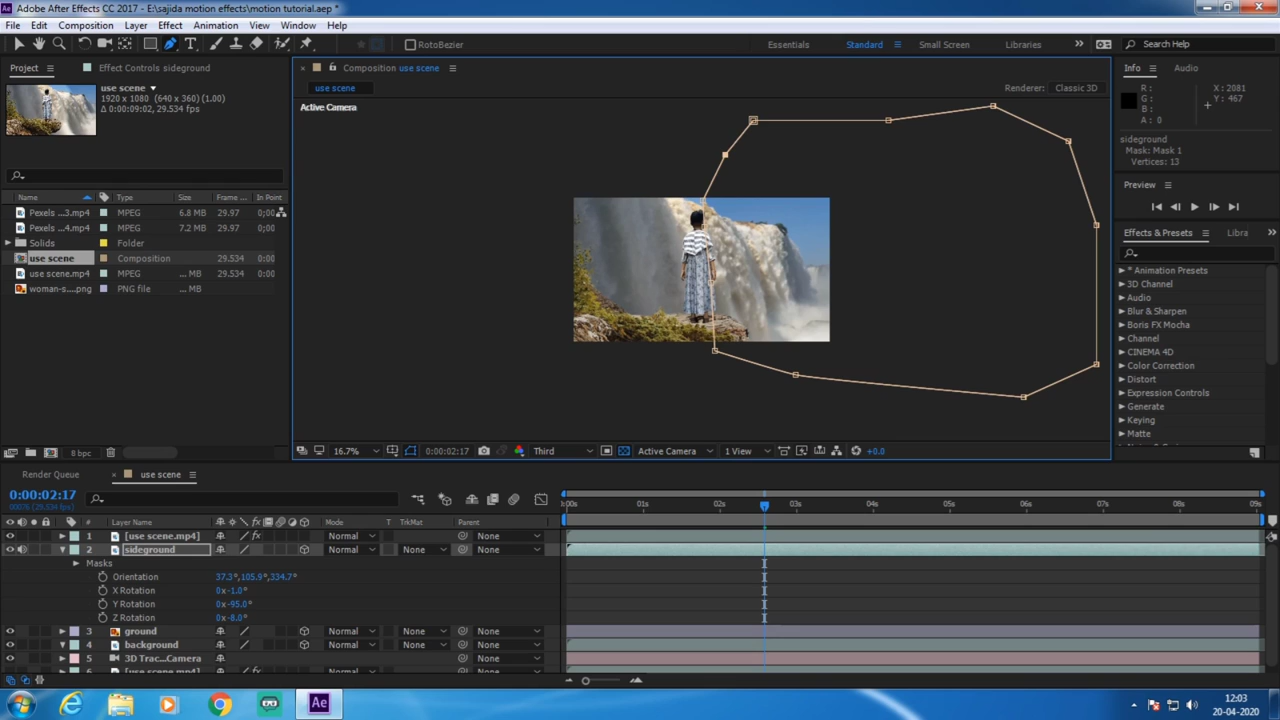 Adobe After Effects CC 2017 - E:\sajida motion effects\motion tutorial.aep *
File Edit Composition Layer Effect Animation View Window Help
RotoBezier Essentials Standard Small Screen Libraries Search Help
Project Effect Controls sideground
Composition use scene
Info Audio
use scene
1920 x 1080 (640 x 360) (1.00)
Δ 0:00:09:02, 29.534 fps
use scene
Renderer: Classic 3D
Active Camera
R :
G :
B :
A : 0
X : 2081
Y : 467
sideground
Mask: Mask 1
Vertices: 13
Preview
Name Type Size Frame ... In Point
Pexels ...3.mp4 MPEG 6.8 MB 29.97 0;00
Pexels ...4.mp4 MPEG 7.2 MB 29.97 0;00
Solids Folder
use scene Composition 29.534 0:00
use scene.mp4 MPEG ... MB 29.534 0:00
woman-s....png PNG file ... MB
Effects & Presets Libra
* Animation Presets
3D Channel
Audio
Blur & Sharpen
Boris FX Mocha
Channel
CINEMA 4D
Color Correction
Distort
Expression Controls
Generate
Keying
Matte
8 bpc
16.7% 0:00:02:17 Third Active Camera 1 View +0.0
Render Queue use scene
0:00:02:17
00076 (29.534 fps)
:00s 01s 02s 03s 04s 05s 06s 07s 08s 09s
# Layer Name Mode T TrkMat Parent
1 [use scene.mp4] Normal None
2 sideground Normal None None
Masks
Orientation 37.3°,105.9°,334.7°
X Rotation 0x-1.0°
Y Rotation 0x-95.0°
Z Rotation 0x-8.0°
3 ground Normal None None
4 background Normal None None
5 3D Trac...Camera None
6 [use scene.mp4] Normal None None
Ae
12:03
20-04-2020